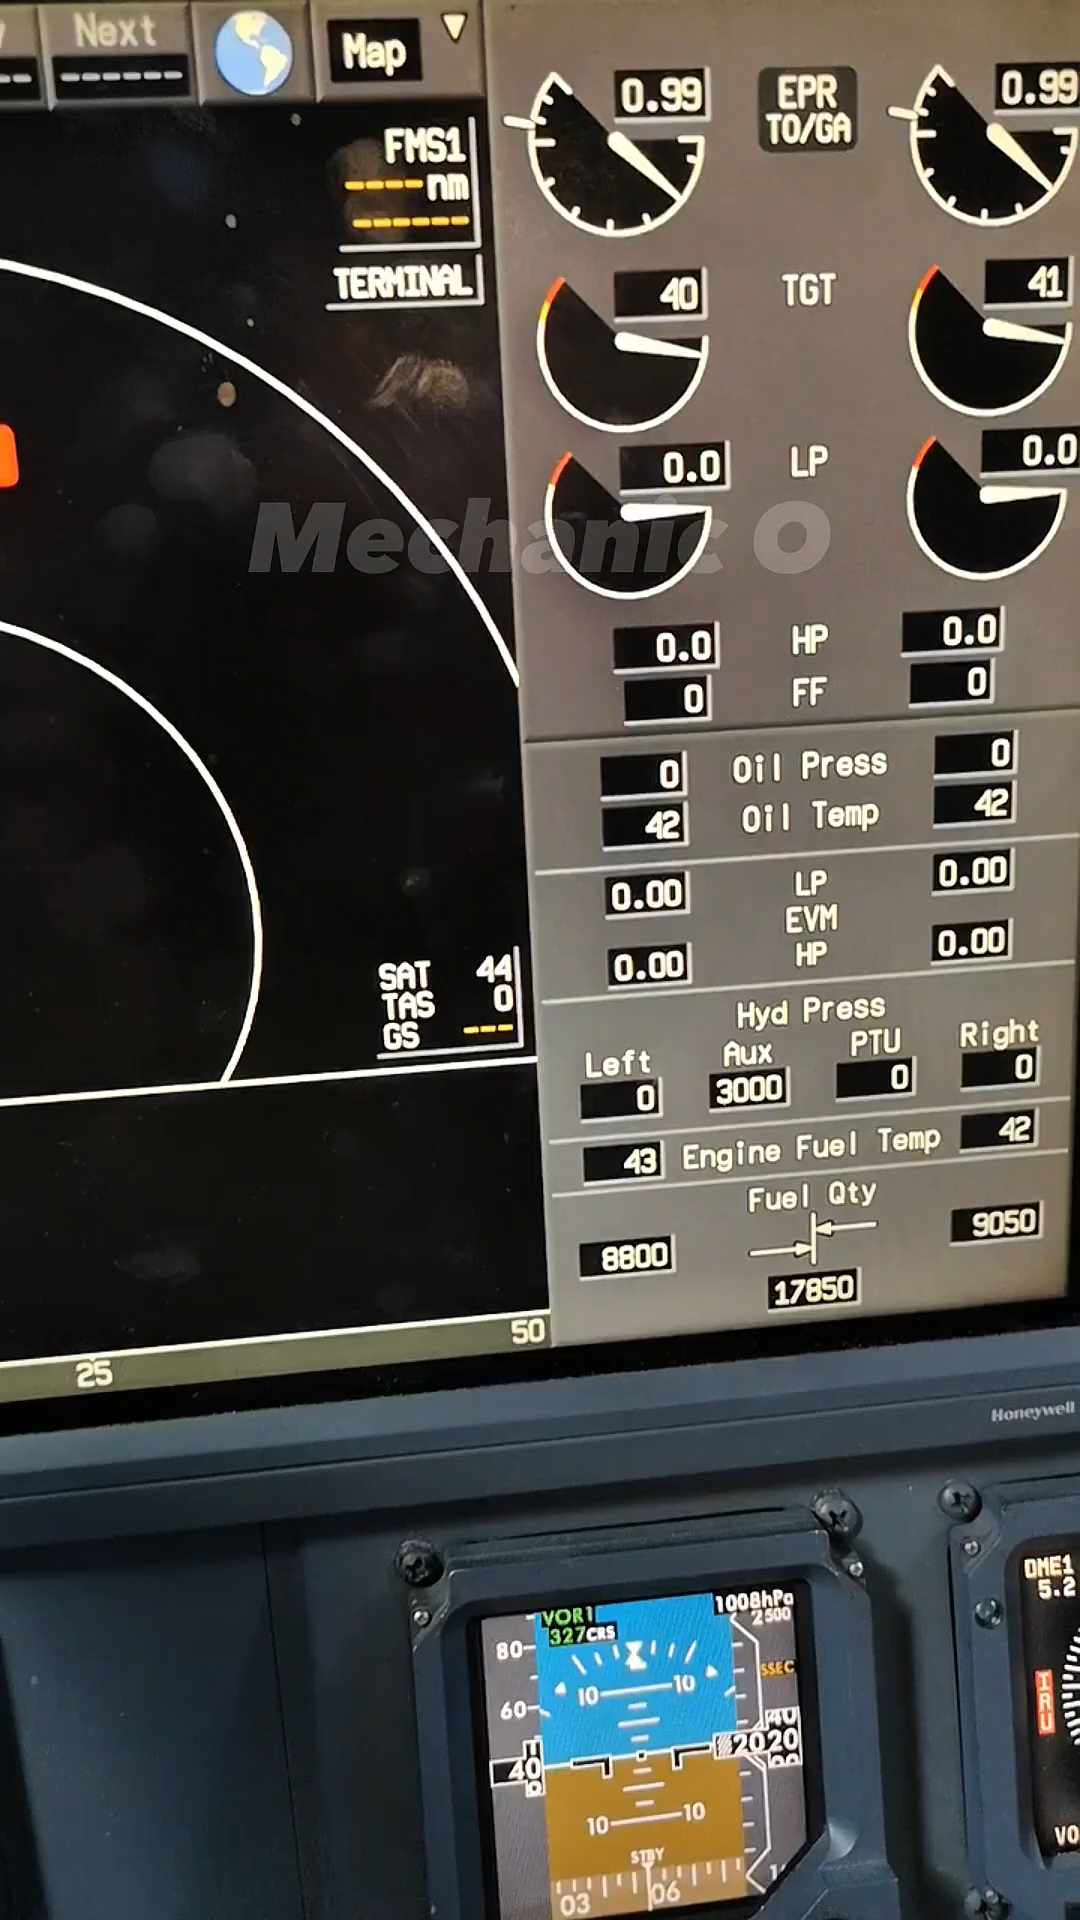 Next
Map
------
FMS1
----nm
------
TERMINAL
0.99 EPR 0.99
TO/GA
40 TGT 41
0.0 LP 0.0
Mechanic O
0.0 HP 0.0
0 FF 0
0 Oil Press 0
42 Oil Temp 42
0.00 LP 0.00
EVM
0.00 HP 0.00
SAT 44
TAS 0
GS ---
Hyd Press
Left Aux PTU Right
0 3000 0 0
43 Engine Fuel Temp 42
Fuel Qty
8800 9050
17850
50
25
Honeywell
VOR1 1008hPa
327CRS 2500
80
SSEC
10 10
60
40
2020
10 10
STBY
03 06
DME1
5.2
IRU
VO